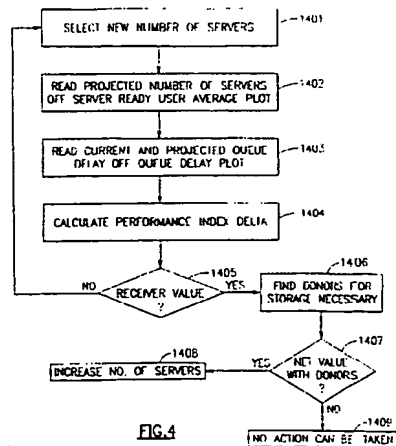 SELECT NEW NUMBER OF SERVERS
1401
READ PROJECTED NUMBER OF SERVERS
OFF SERVER READY USER AVERAGE PLOT
1402
READ CURRENT AND PROJECTED QUEUE
DELAY OFF QUEUE DELAY PLOT
1403
CALCULATE PERFORMANCE INDEX DELTA
1404
1405
NO
RECEIVER VALUE
?
YES
1406
FIND DONORS FOR
STORAGE NECESSARY
1407
1408
INCREASE NO. OF SERVERS
YES
NET VALUE
WITH DONORS
?
NO
1409
NO ACTION CAN BE TAKEN
FIG.4